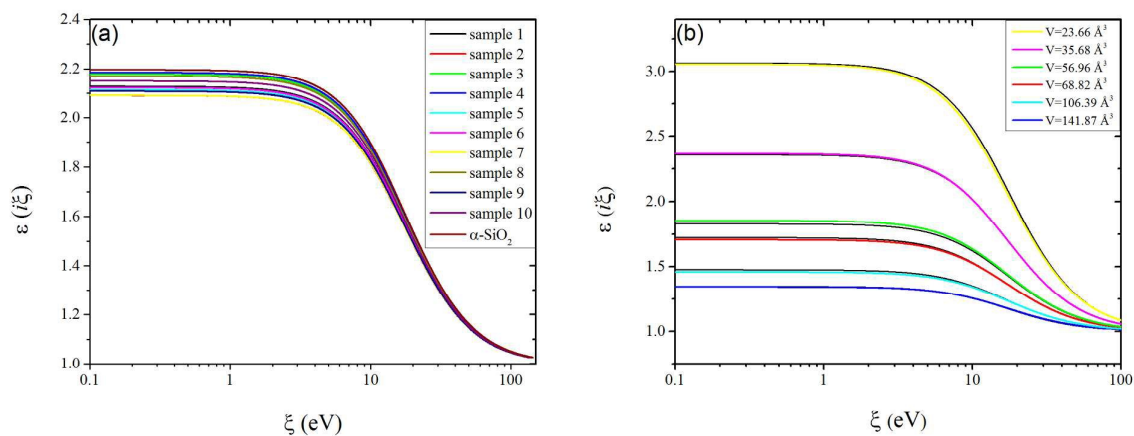 (a)
ε (iξ)
2.4
2.2
2.0
1.8
1.6
1.4
1.2
1.0
0.1 1 10 100
ξ (eV)
sample 1
sample 2
sample 3
sample 4
sample 5
sample 6
sample 7
sample 8
sample 9
sample 10
α-SiO₂
(b)
ε (iξ)
3.0
2.5
2.0
1.5
1.0
0.1 1 10 100
ξ (eV)
V=23.66 Å³
V=35.68 Å³
V=56.96 Å³
V=68.82 Å³
V=106.39 Å³
V=141.87 Å³